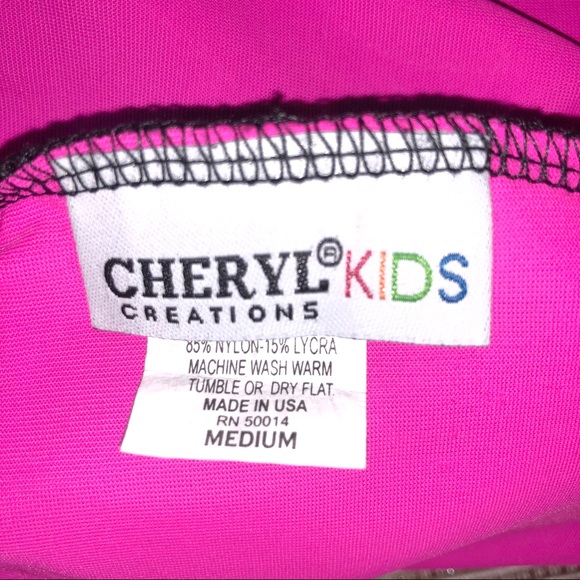 CHERYL® KIDS
CREATIONS
85% NYLON-15% LYCRA
MACHINE WASH WARM
TUMBLE OR DRY FLAT
MADE IN USA
RN 50014
MEDIUM